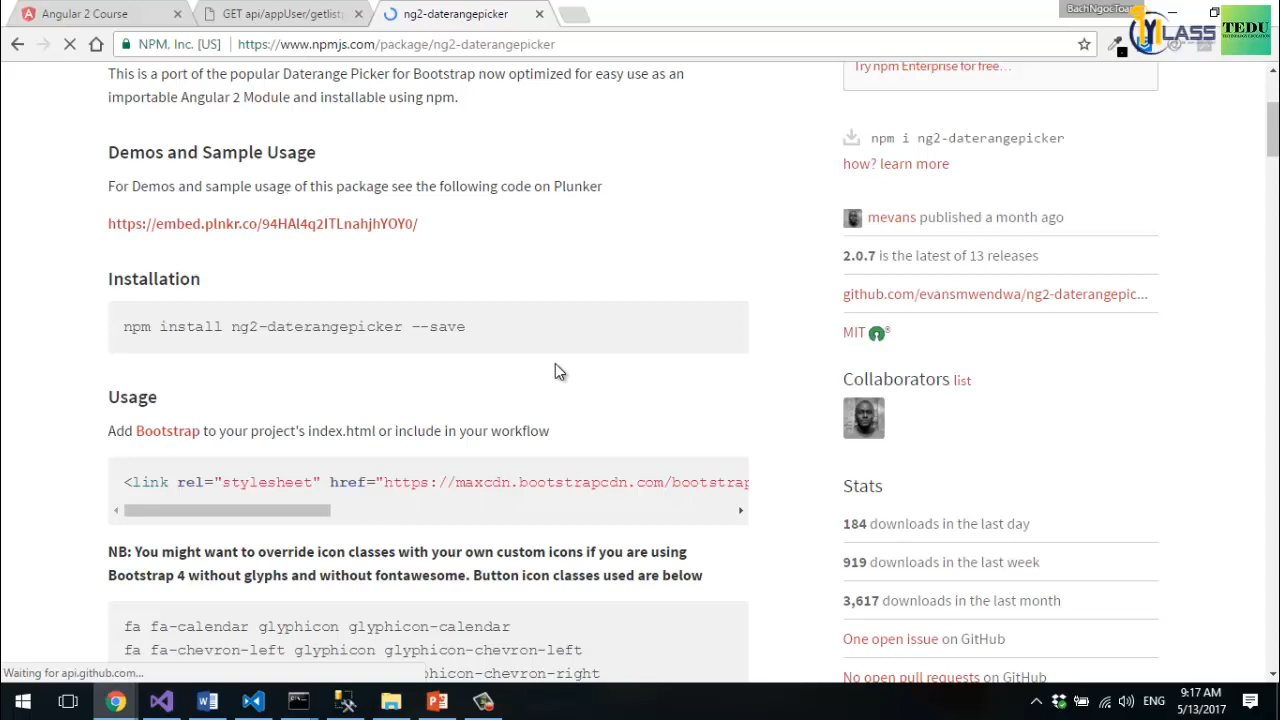 Angular 2 Course
GET api/appUser/getlistp
ng2-daterangepicker
BachNgocToan
NPM, Inc. [US]
https://www.npmjs.com/package/ng2-daterangepicker
LASS
TEDU
This is a port of the popular Daterange Picker for Bootstrap now optimized for easy use as an
importable Angular 2 Module and installable using npm.
Demos and Sample Usage
For Demos and sample usage of this package see the following code on Plunker
https://embed.plnkr.co/94HAI4q2ITLnahjhYOY0/
Installation
npm install ng2-daterangepicker --save
Usage
Add Bootstrap to your project's index.html or include in your workflow
<link rel="stylesheet" href="https://maxcdn.bootstrapcdn.com/bootstrap
NB: You might want to override icon classes with your own custom icons if you are using
Bootstrap 4 without glyphs and without fontawesome. Button icon classes used are below
fa fa-calendar glyphicon glyphicon-calendar
fa fa-chevron-left glyphicon glyphicon-chevron-left
phicon-chevron-right
Try npm Enterprise for free…
npm i ng2-daterangepicker
how? learn more
mevans published a month ago
2.0.7 is the latest of 13 releases
github.com/evansmwendwa/ng2-daterangepic...
MIT
Collaborators list
Stats
184 downloads in the last day
919 downloads in the last week
3,617 downloads in the last month
One open issue on GitHub
No open pull requests on GitHub
Waiting for api.github.com...
ENG
9:17 AM
5/13/2017